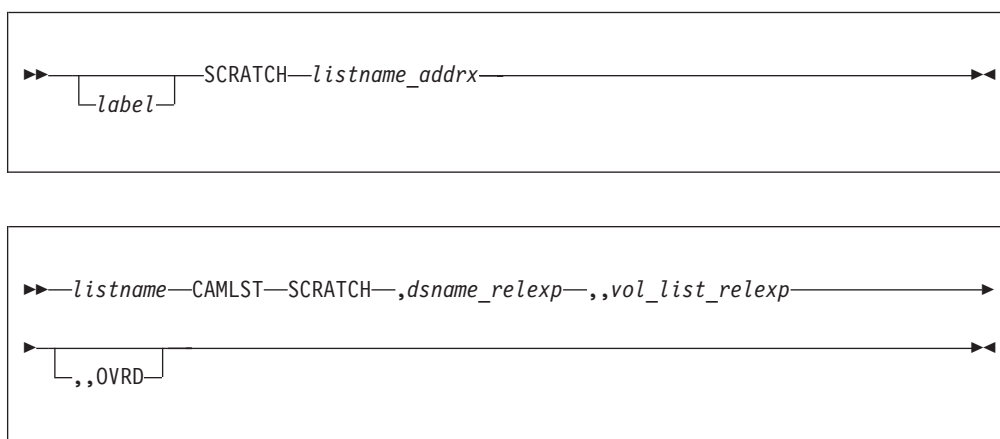 SCRATCH listname_addrx
label
listname CAMLST SCRATCH ,dsname_relexp ,,vol_list_relexp
,,OVRD